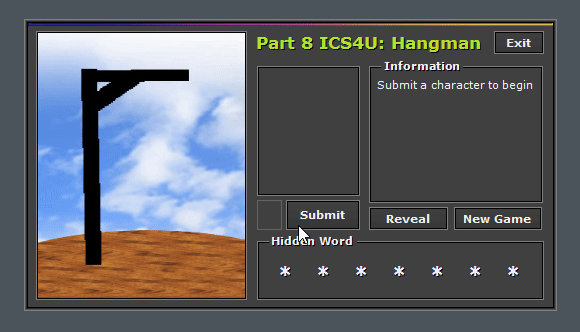 Part 8 ICS4U: Hangman
Exit
Information
Submit a character to begin
Submit
Reveal
New Game
Hidden Word
* * * * * * *